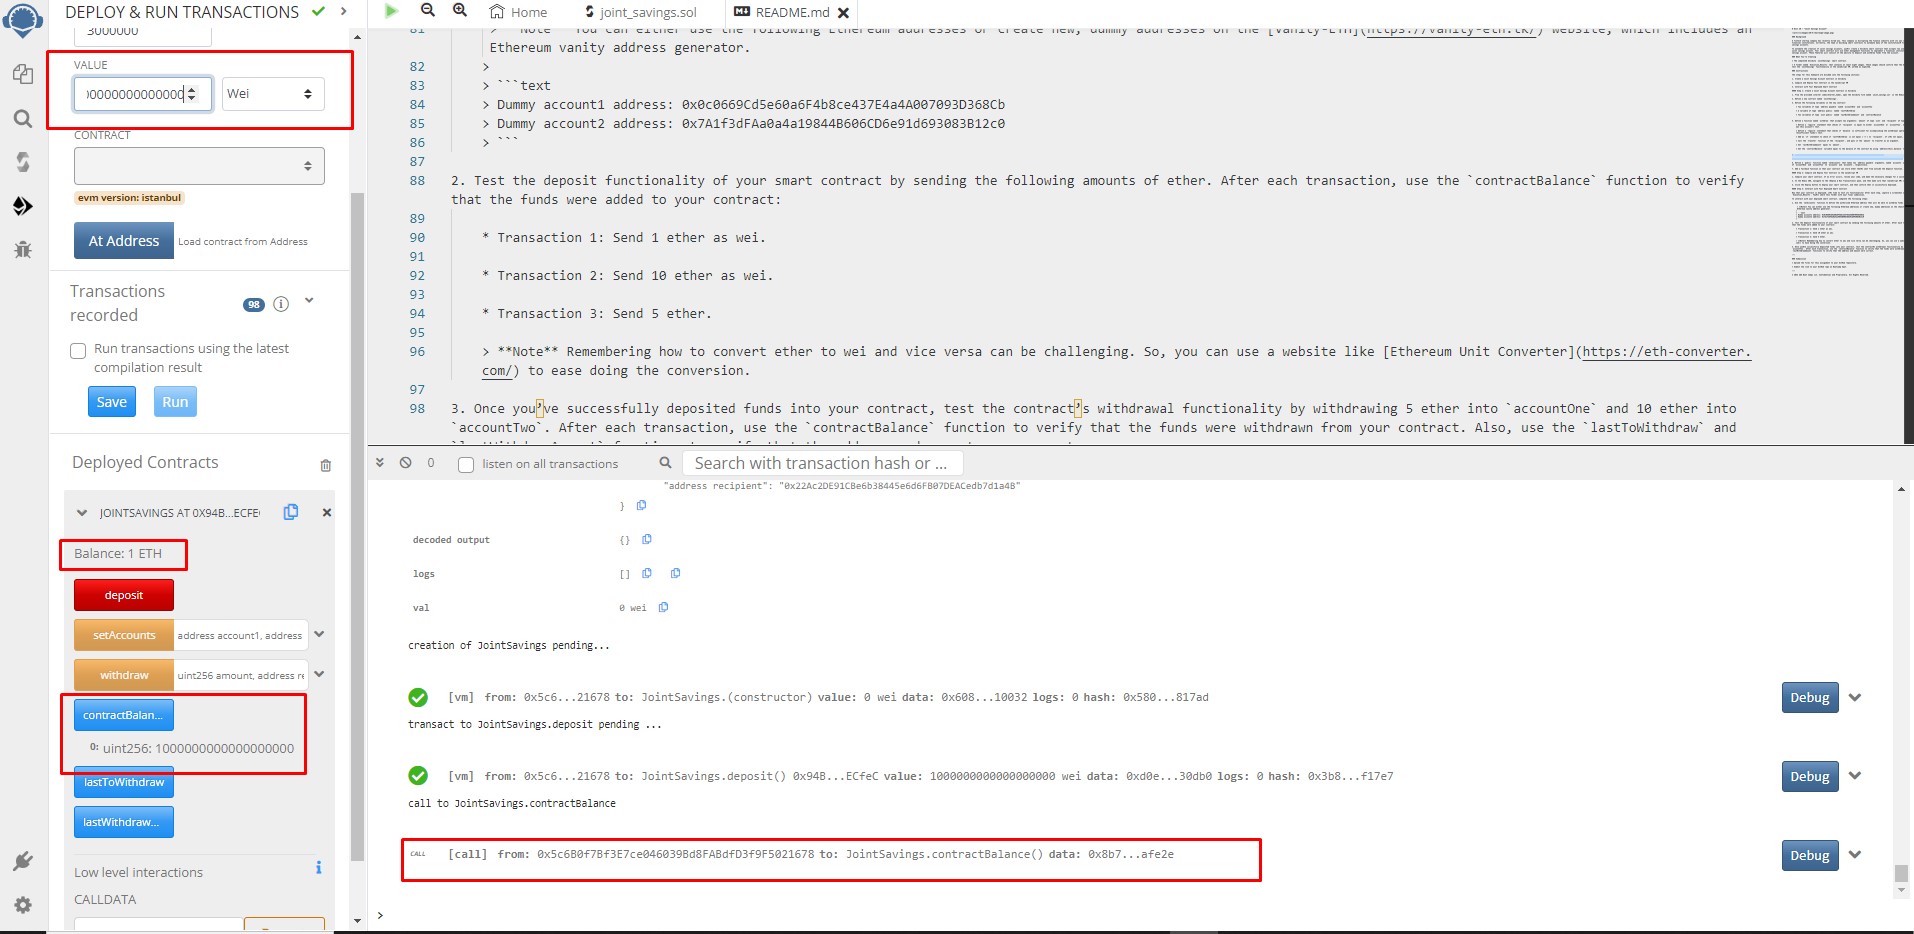 DEPLOY & RUN TRANSACTIONS
3000000
VALUE
00000000000000
Wei
CONTRACT
evm version: istanbul
At Address
Load contract from Address
Transactions
recorded
98
Run transactions using the latest
compilation result
Save
Run
Deployed Contracts
JOINTSAVINGS AT 0X94B...ECFE
Balance: 1 ETH
deposit
setAccounts
address account1, address
withdraw
uint256 amount, address re
contractBalan...
0: uint256: 1000000000000000000
lastToWithdraw
lastWithdraw...
Low level interactions
CALLDATA
Home
joint_savings.sol
README.md
81 > **Note** You can either use the following Ethereum addresses or create new, dummy addresses on the [Vanity-ETH](https://vanity-eth.tk/) website, which includes an
Ethereum vanity address generator.
82 >
83 > ```text
84 > Dummy account1 address: 0x0c0669Cd5e60a6F4b8ce437E4a4A007093D368Cb
85 > Dummy account2 address: 0x7A1f3dFAa0a4a19844B606CD6e91d693083B12c0
86 > ```
87
88 2. Test the deposit functionality of your smart contract by sending the following amounts of ether. After each transaction, use the `contractBalance` function to verify
that the funds were added to your contract:
89
90 * Transaction 1: Send 1 ether as wei.
91
92 * Transaction 2: Send 10 ether as wei.
93
94 * Transaction 3: Send 5 ether.
95
96 > **Note** Remembering how to convert ether to wei and vice versa can be challenging. So, you can use a website like [Ethereum Unit Converter](https://eth-converter.
com/) to ease doing the conversion.
97
98 3. Once you’ve successfully deposited funds into your contract, test the contract’s withdrawal functionality by withdrawing 5 ether into `accountOne` and 10 ether into
`accountTwo`. After each transaction, use the `contractBalance` function to verify that the funds were withdrawn from your contract. Also, use the `lastToWithdraw` and
0
listen on all transactions
Search with transaction hash or ...
"address recipient": "0x22Ac2DE91CBe6b38445e6d6FB07DEACedb7d1a4B"
}
decoded output {}
logs []
val 0 wei
creation of JointSavings pending...
[vm] from: 0x5c6...21678 to: JointSavings.(constructor) value: 0 wei data: 0x608...10032 logs: 0 hash: 0x580...817ad
Debug
transact to JointSavings.deposit pending ...
[vm] from: 0x5c6...21678 to: JointSavings.deposit() 0x94B...ECfeC value: 1000000000000000000 wei data: 0xd0e...30db0 logs: 0 hash: 0x3b8...f17e7
Debug
call to JointSavings.contractBalance
CALL [call] from: 0x5c6B0f7Bf3E7ce046039Bd8FABdfD3f9F5021678 to: JointSavings.contractBalance() data: 0x8b7...afe2e
Debug
>